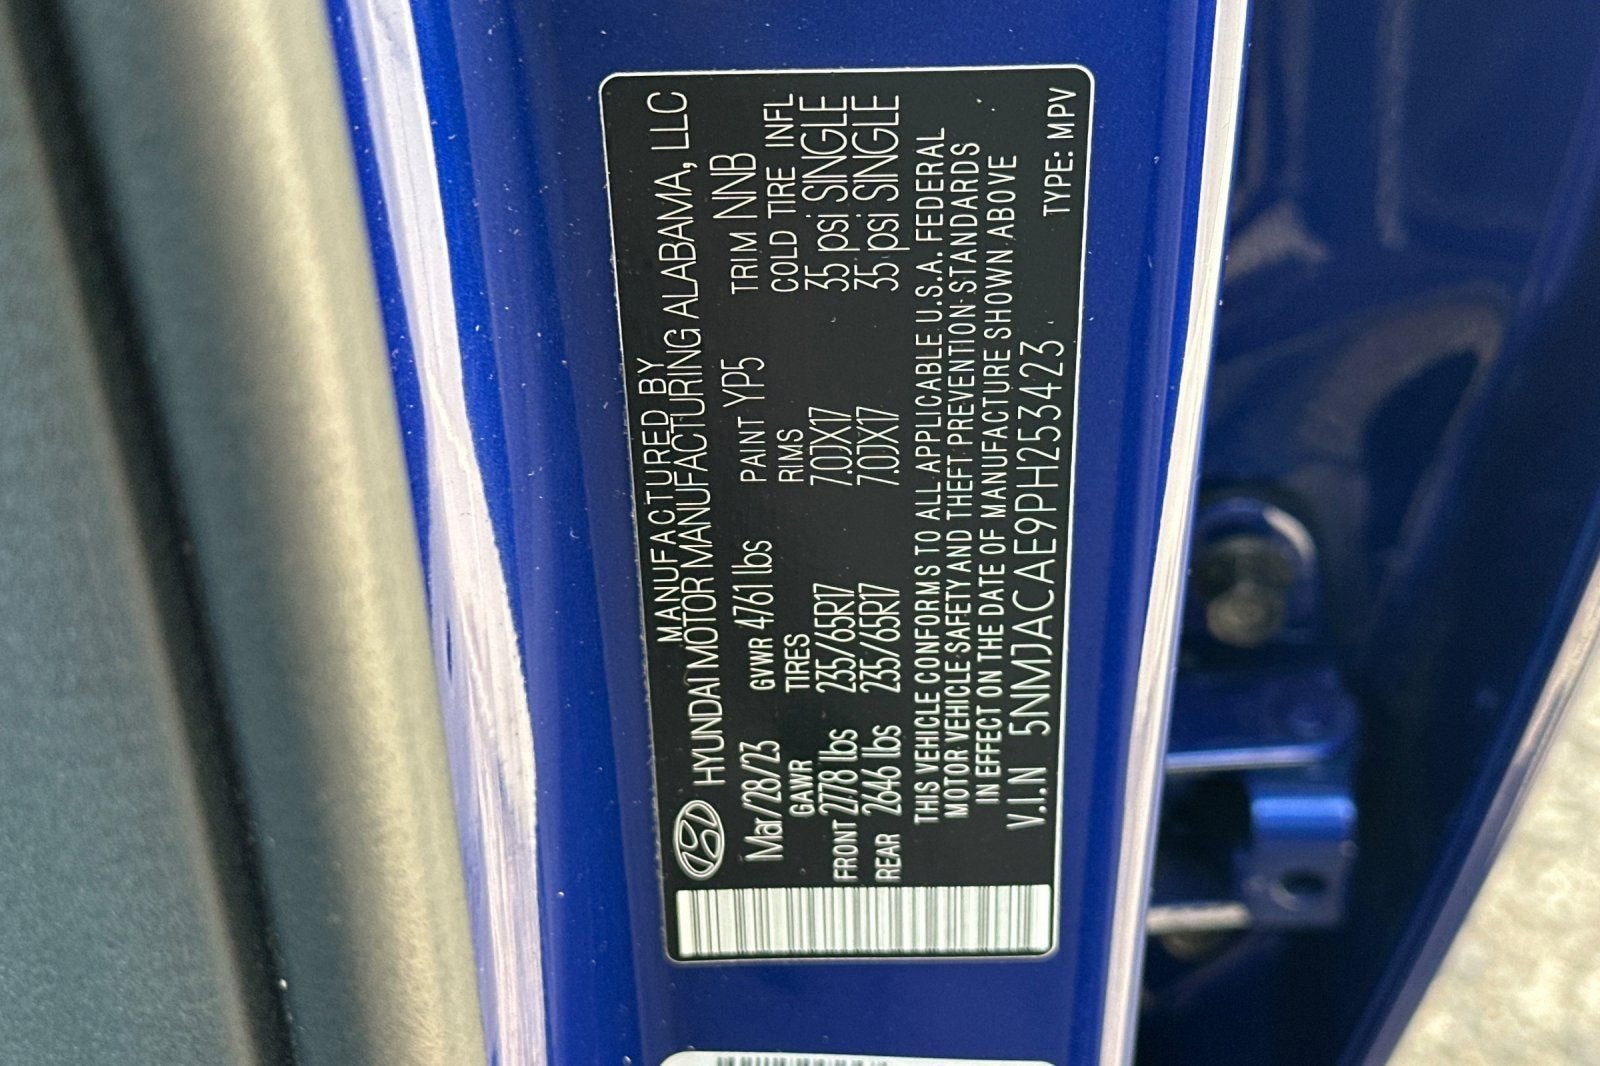 MANUFACTURED BY
HYUNDAI MOTOR MANUFACTURING ALABAMA, LLC
Mar/28/23 GVWR 4761 lbs PAINT YP5 TRIM NNB
GAWR TIRES RIMS COLD TIRE INFL
FRONT 2778 lbs 235/65R17 7.0JX17 35 psi SINGLE
REAR 2646 lbs 235/65R17 7.0JX17 35 psi SINGLE
THIS VEHICLE CONFORMS TO ALL APPLICABLE U.S.A. FEDERAL
MOTOR VEHICLE SAFETY AND THEFT PREVENTION STANDARDS
IN EFFECT ON THE DATE OF MANUFACTURE SHOWN ABOVE
V.I.N 5NMJACAE9PH253423
TYPE: MPV